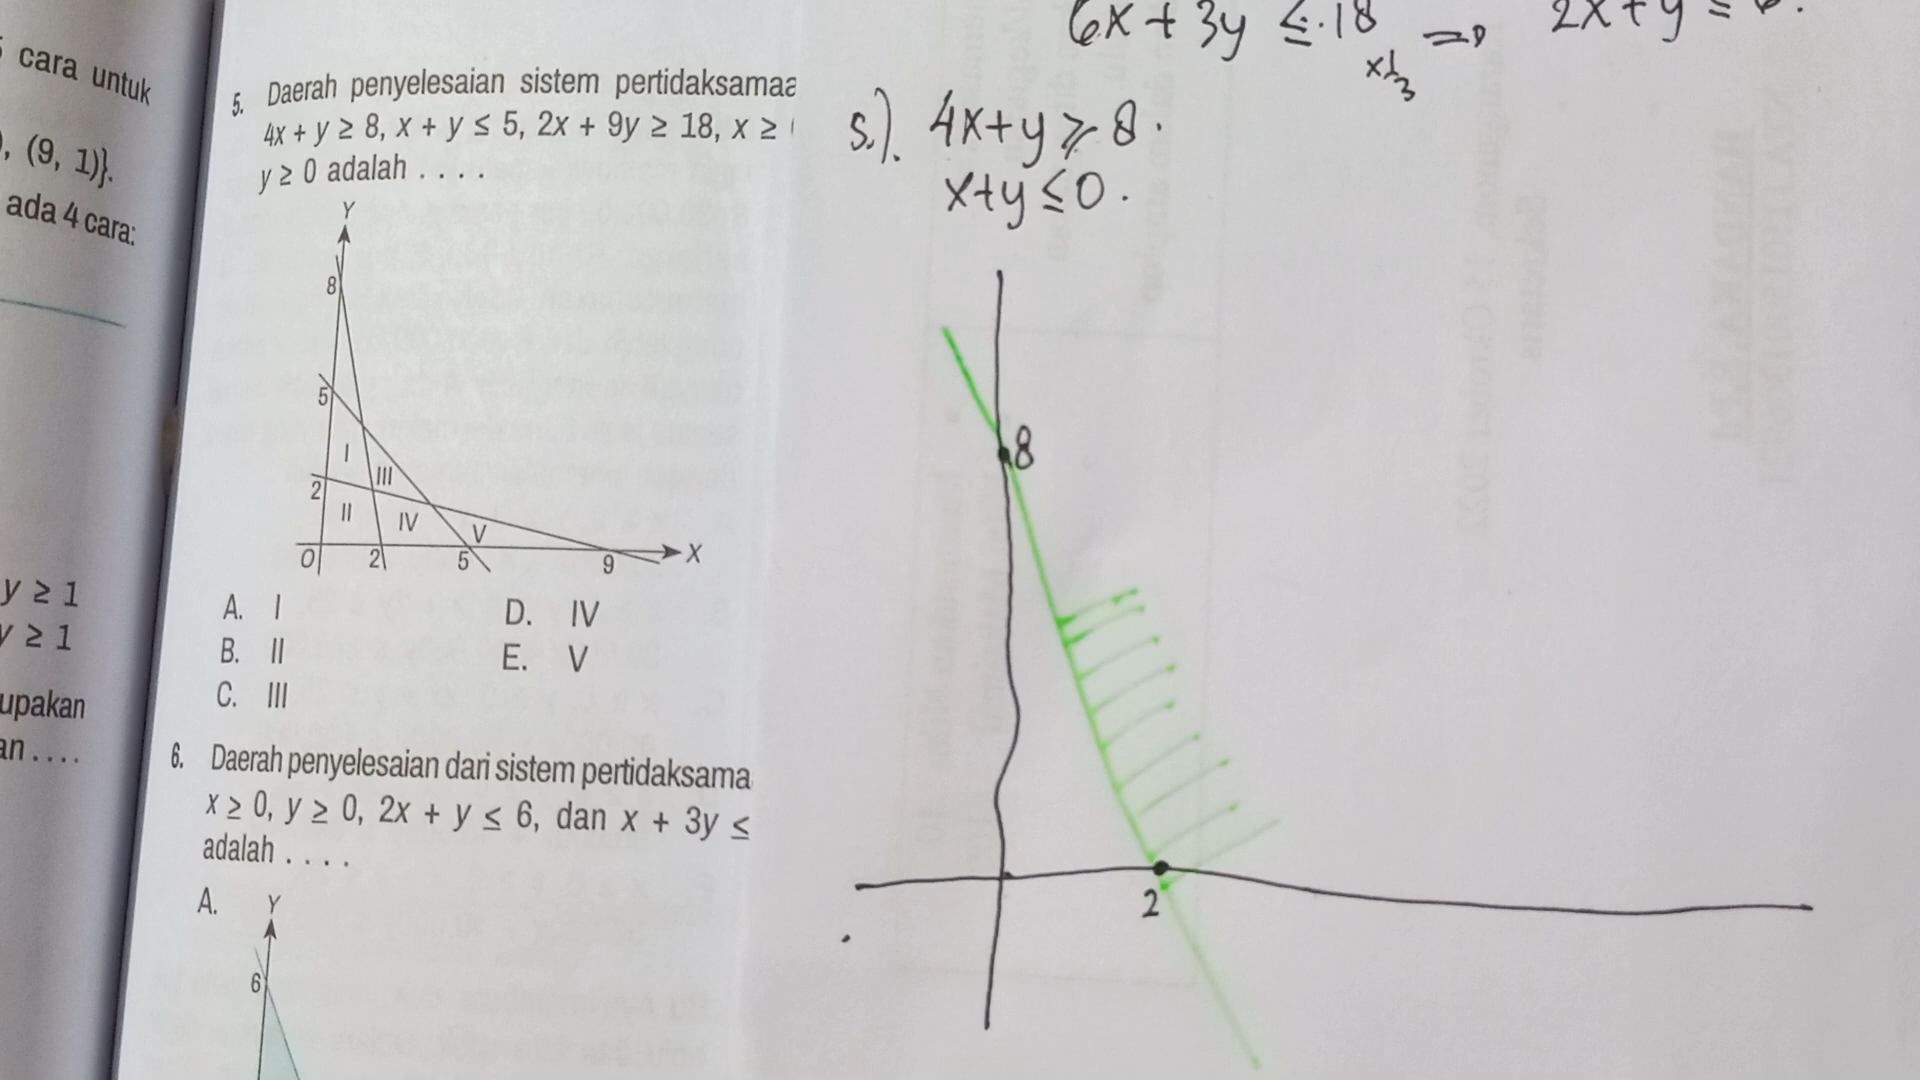 cara untuk
(9, 1)}.
ada 4 cara:
y ≥ 1
y ≥ 1
upakan
an . . . .
5. Daerah penyelesaian sistem pertidaksamaa
4x + y ≥ 8, x + y ≤ 5, 2x + 9y ≥ 18, x ≥
y ≥ 0 adalah . . . .
Y
8
5
I
III
2
II
IV
V
0 2 5 9 X
A. I D. IV
B. II E. V
C. III
6. Daerah penyelesaian dari sistem pertidaksama
x ≥ 0, y ≥ 0, 2x + y ≤ 6, dan x + 3y ≤
adalah . . . .
A. Y
6
6x + 3y ≤ 18 ⇒ 2x + y =
x 1/3
5.). 4x+y ≥ 8.
x+y ≤ 0.
8
2